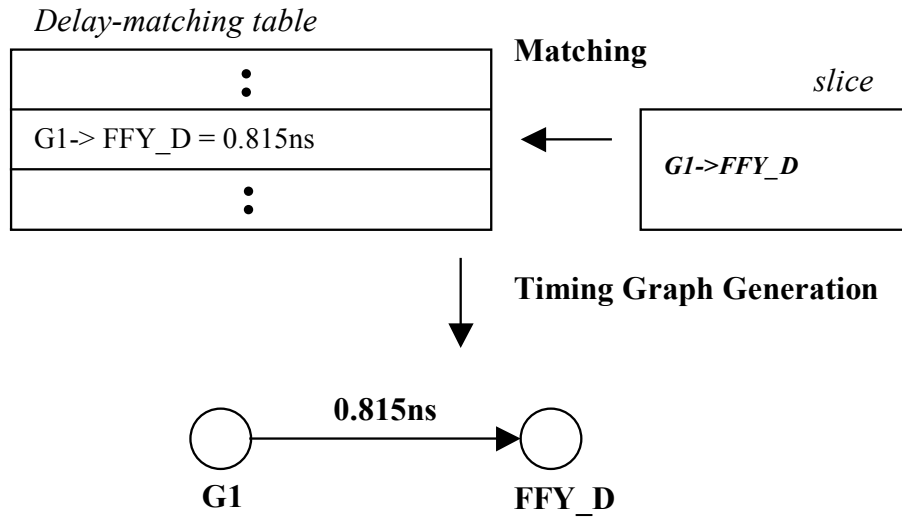 Delay-matching table
Matching
slice
G1-> FFY_D = 0.815ns
G1->FFY_D
Timing Graph Generation
0.815ns
G1
FFY_D